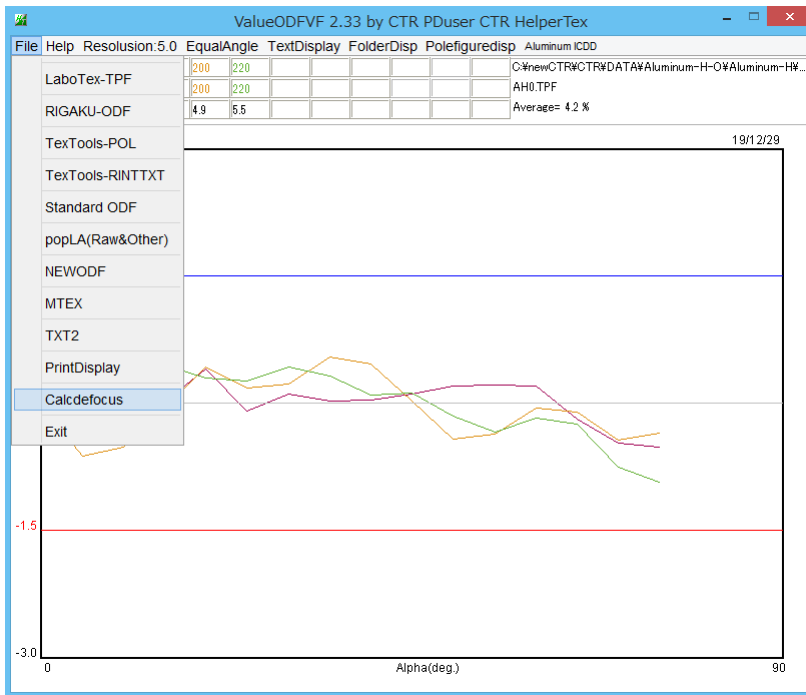 ValueODFVF 2.33 by CTR PDuser CTR HelperTex
File Help Resolusion:5.0 EqualAngle TextDisplay FolderDisp Polefiguredisp Aluminum ICDD
200 220 C:¥newCTR¥CTR¥DATA¥Aluminum-H-O¥Aluminum-H¥...
200 220 AH0.TPF
4.9 5.5 Average= 4.2 %
LaboTex-TPF
RIGAKU-ODF
TexTools-POL
TexTools-RINTTXT
Standard ODF
popLA(Raw&Other)
NEWODF
MTEX
TXT2
PrintDisplay
Calcdefocus
Exit
19/12/29
-1.5
-3.0
0 Alpha(deg.) 90